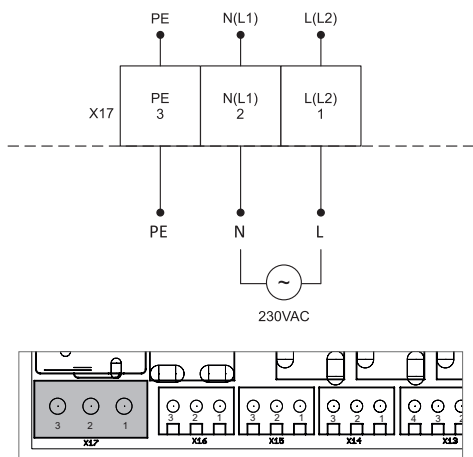 PE N(L1) L(L2)
X17
PE N(L1) L(L2)
3 2 1
PE N L
~
230VAC
3 2 1 3 2 1 3 2 1 3 2 1 4 3 2
X17 X16 X15 X14 X13